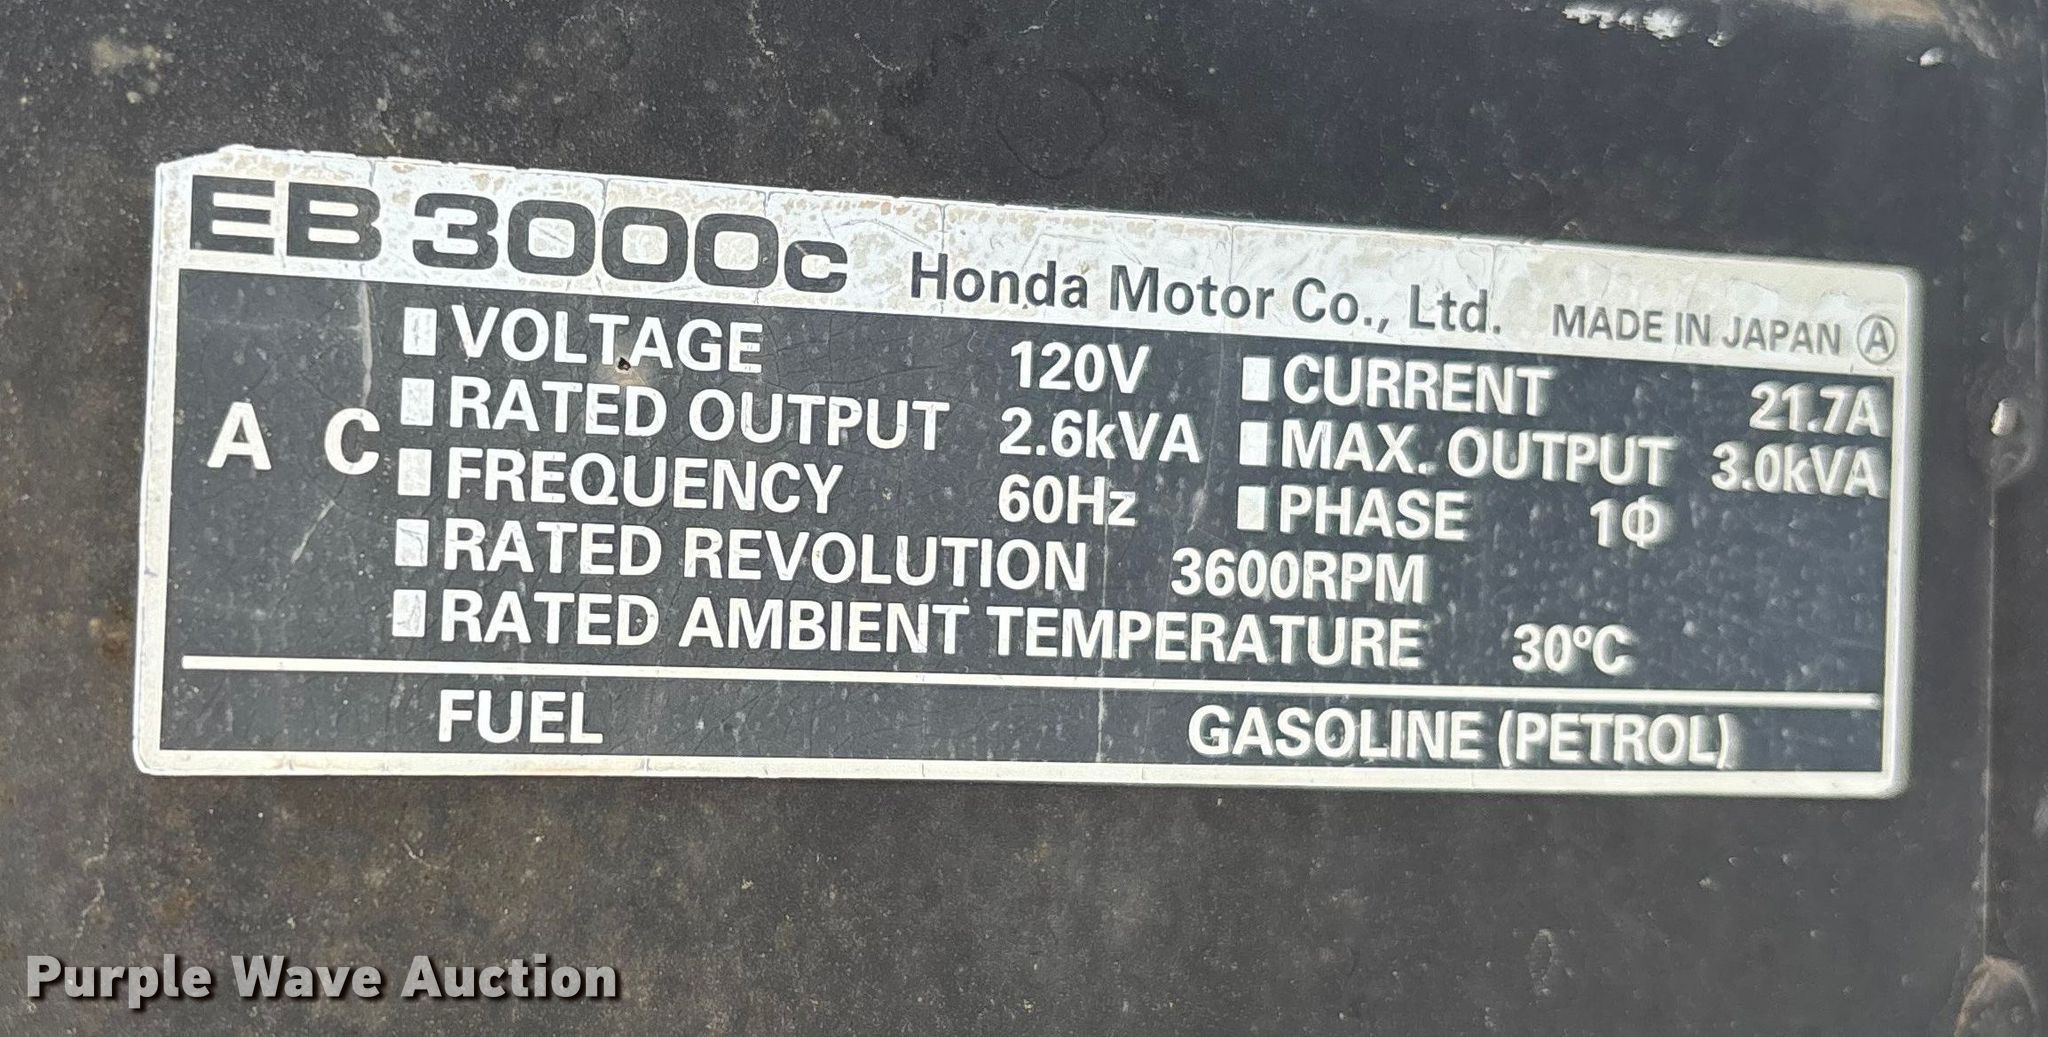 EB 3000c Honda Motor Co., Ltd. MADE IN JAPAN Ⓐ
VOLTAGE 120V CURRENT 21.7A
A C RATED OUTPUT 2.6kVA MAX. OUTPUT 3.0kVA
FREQUENCY 60Hz PHASE 1Φ
RATED REVOLUTION 3600RPM
RATED AMBIENT TEMPERATURE 30ºC
FUEL GASOLINE (PETROL)
Purple Wave Auction